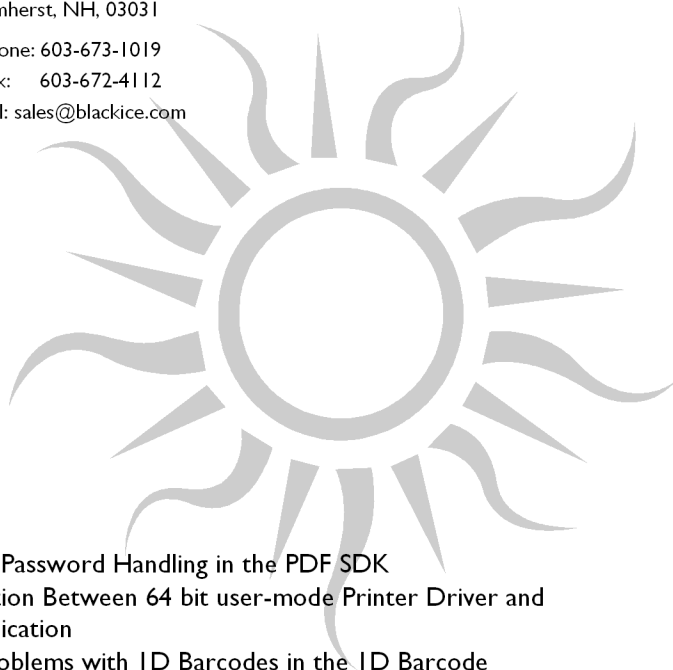 mherst, NH, 03031
one: 603-673-1019
x: 603-672-4112
l: sales@blackice.com
Password Handling in the PDF SDK
ion Between 64 bit user-mode Printer Driver and
ication
oblems with 1D Barcodes in the 1D Barcode